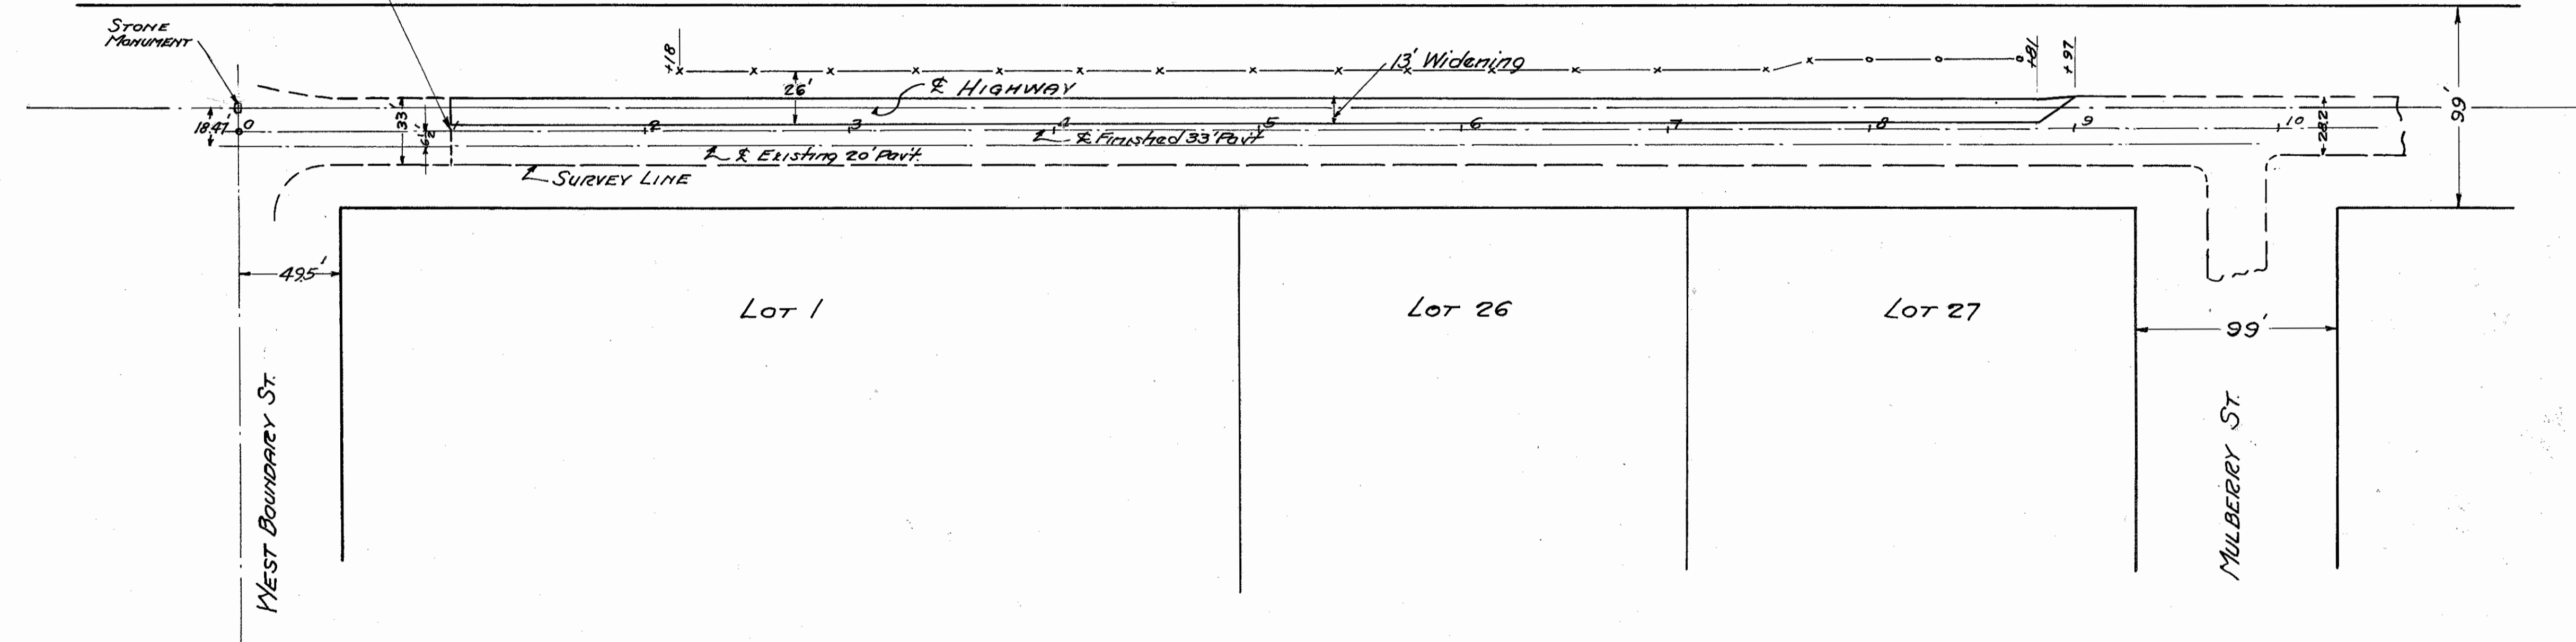 STONE
MONUMENT
+18
13' Widening
+81
+97
26'
℄ HIGHWAY
99'
18.47'
0
33'
6½'
1
2
3
4
5
6
7
8
9
10
28.2'
℄ Finished 33' Pav't
℄ Existing 20' Pav't.
SURVEY LINE
49.5'
LOT 1
LOT 26
LOT 27
99'
WEST BOUNDARY ST.
MULBERRY ST.